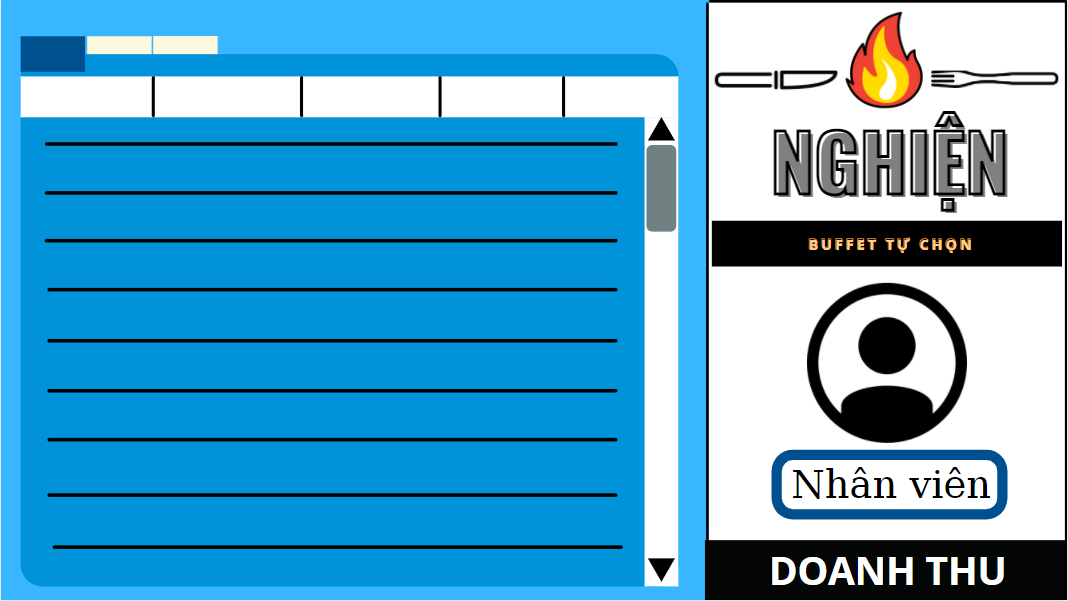 NGHIỆN
BUFFET TỰ CHỌN
Nhân viên
DOANH THU